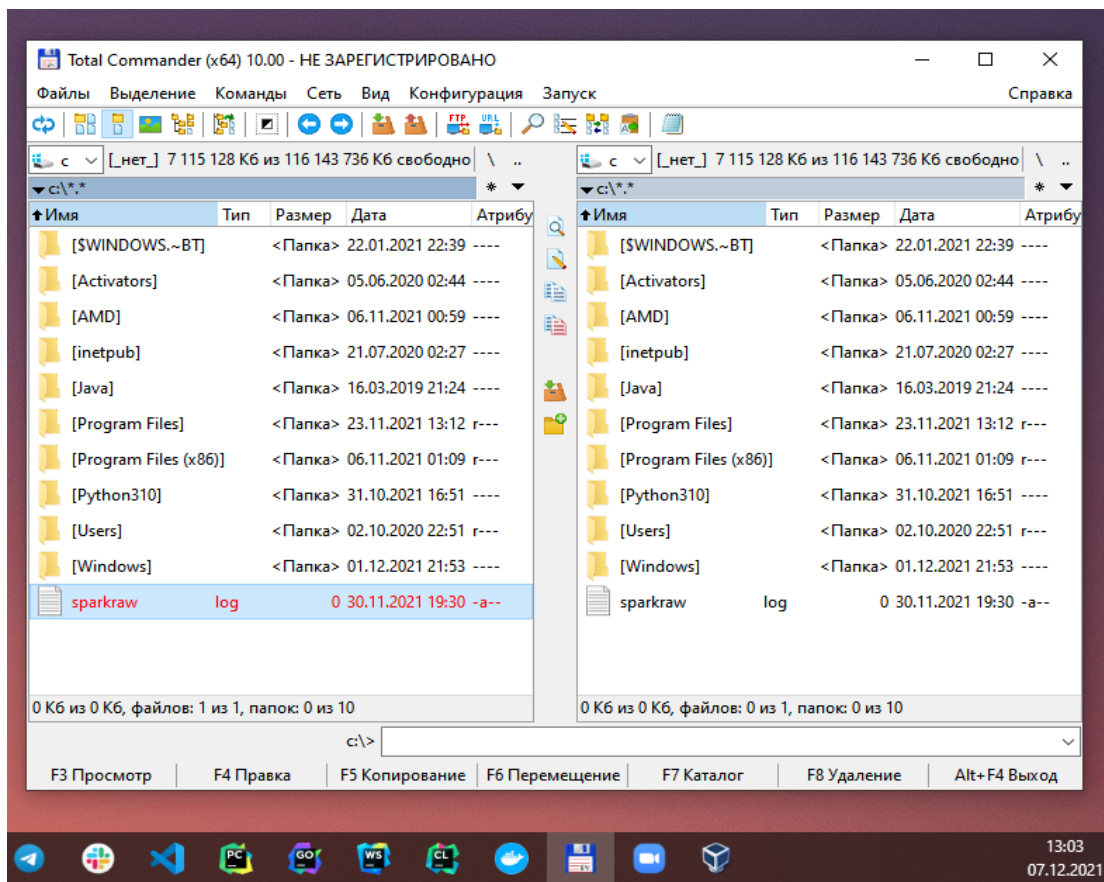 Total Commander (x64) 10.00 - НЕ ЗАРЕГИСТРИРОВАНО
Файлы Выделение Команды Сеть Вид Конфигурация Запуск Справка
FTP URL
c [_нет_] 7 115 128 Кб из 116 143 736 Кб свободно \ .. c [_нет_] 7 115 128 Кб из 116 143 736 Кб свободно \ ..
c:\*.* * c:\*.* *
Имя Тип Размер Дата Атрибу Имя Тип Размер Дата Атрибу
[$WINDOWS.~BT] <Папка> 22.01.2021 22:39 ---- [$WINDOWS.~BT] <Папка> 22.01.2021 22:39 ----
[Activators] <Папка> 05.06.2020 02:44 ---- [Activators] <Папка> 05.06.2020 02:44 ----
[AMD] <Папка> 06.11.2021 00:59 ---- [AMD] <Папка> 06.11.2021 00:59 ----
[inetpub] <Папка> 21.07.2020 02:27 ---- [inetpub] <Папка> 21.07.2020 02:27 ----
[Java] <Папка> 16.03.2019 21:24 ---- [Java] <Папка> 16.03.2019 21:24 ----
[Program Files] <Папка> 23.11.2021 13:12 r--- [Program Files] <Папка> 23.11.2021 13:12 r---
[Program Files (x86)] <Папка> 06.11.2021 01:09 r--- [Program Files (x86)] <Папка> 06.11.2021 01:09 r---
[Python310] <Папка> 31.10.2021 16:51 ---- [Python310] <Папка> 31.10.2021 16:51 ----
[Users] <Папка> 02.10.2020 22:51 r--- [Users] <Папка> 02.10.2020 22:51 r---
[Windows] <Папка> 01.12.2021 21:53 ---- [Windows] <Папка> 01.12.2021 21:53 ----
sparkraw log 0 30.11.2021 19:30 -a-- sparkraw log 0 30.11.2021 19:30 -a--
0 Кб из 0 Кб, файлов: 1 из 1, папок: 0 из 10 0 Кб из 0 Кб, файлов: 0 из 1, папок: 0 из 10
c:\>
F3 Просмотр F4 Правка F5 Копирование F6 Перемещение F7 Каталог F8 Удаление Alt+F4 Выход
PC GO WS CL
13:03
07.12.2021